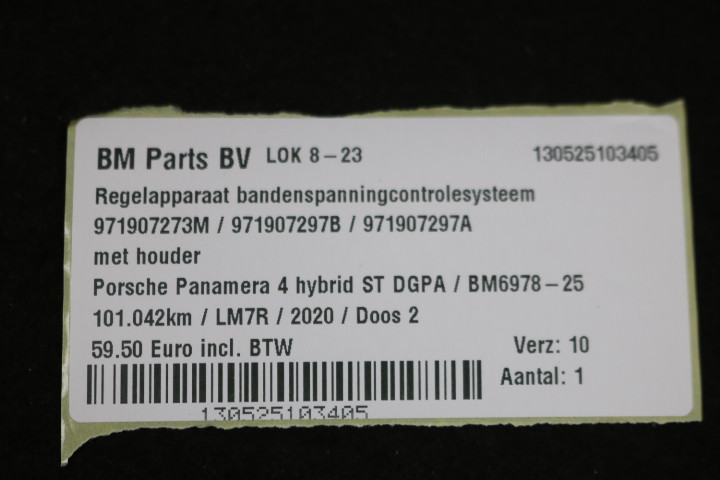 BM Parts BV LOK 8-23 130525103405
Regelapparaat bandenspanningcontrolesysteem
971907273M / 971907297B / 971907297A
met houder
Porsche Panamera 4 hybrid ST DGPA / BM6978-25
101.042km / LM7R / 2020 / Doos 2
59.50 Euro incl. BTW Verz: 10
Aantal: 1
130525103405